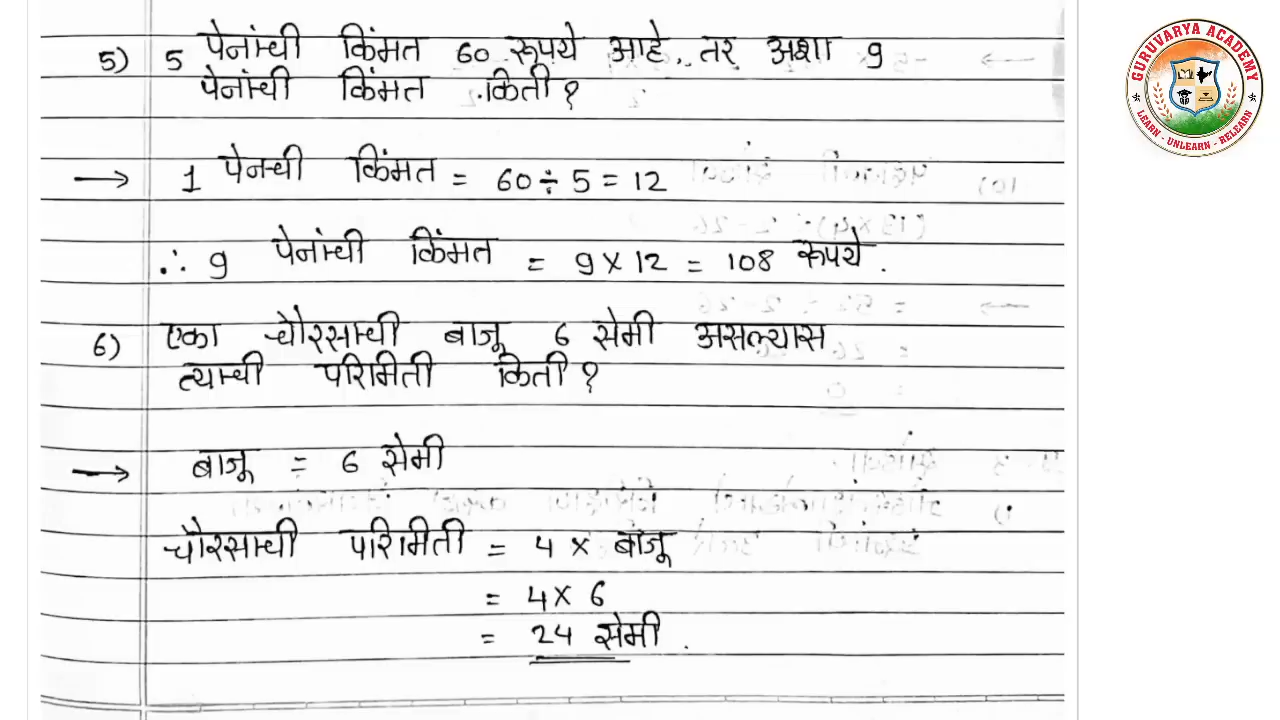 5) 5 पेनांची किंमत 60 रूपये आहे, तर अशा 9
पेनांची किंमत किती?
→ 1 पेनची किंमत = 60 ÷ 5 = 12
∴ 9 पेनांची किंमत = 9 × 12 = 108 रूपये.
6) एका चौरसाची बाजू 6 सेमी असल्यास
त्याची परिमिती किती?
→ बाजू = 6 सेमी
चौरसाची परिमिती = 4 × बाजू
= 4 × 6
= 24 सेमी.
GURUVARYA ACADEMY
LEARN - UNLEARN - RELEARN